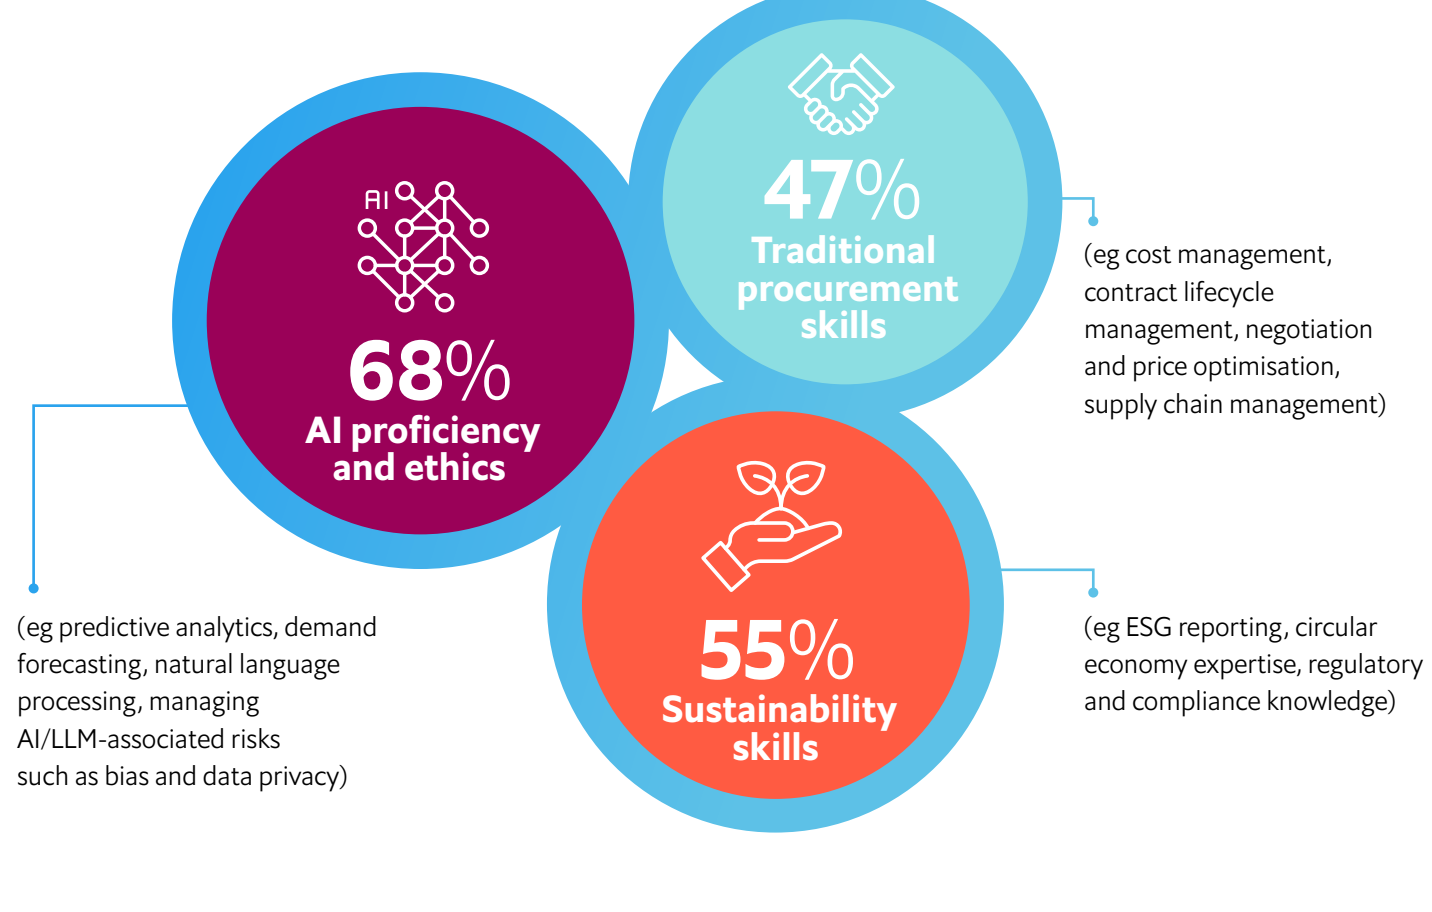 AI
68%
AI proficiency
and ethics
(eg predictive analytics, demand
forecasting, natural language
processing, managing
AI/LLM-associated risks
such as bias and data privacy)
47%
Traditional
procurement
skills
(eg cost management,
contract lifecycle
management, negotiation
and price optimisation,
supply chain management)
55%
Sustainability
skills
(eg ESG reporting, circular
economy expertise, regulatory
and compliance knowledge)